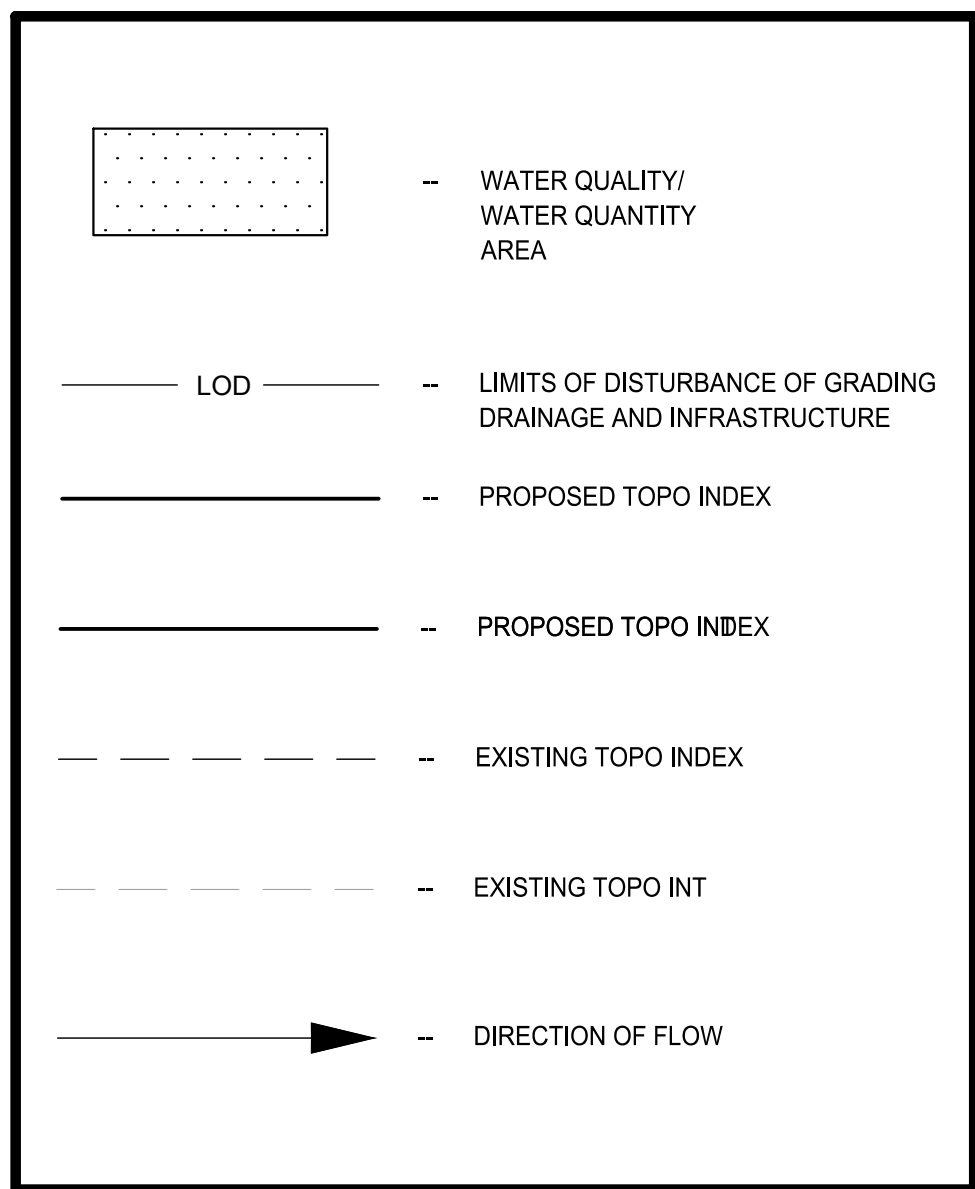 -- WATER QUALITY/
WATER QUANTITY
AREA
LOD -- LIMITS OF DISTURBANCE OF GRADING
DRAINAGE AND INFRASTRUCTURE
-- PROPOSED TOPO INDEX
-- PROPOSED TOPO INDEX
-- EXISTING TOPO INDEX
-- EXISTING TOPO INT
-- DIRECTION OF FLOW